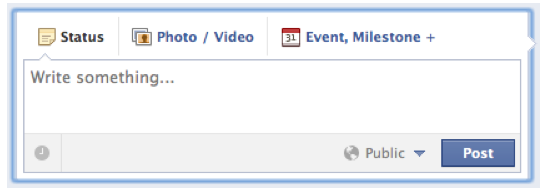 Status Photo / Video 31 Event, Milestone +
Write something...
Public Post